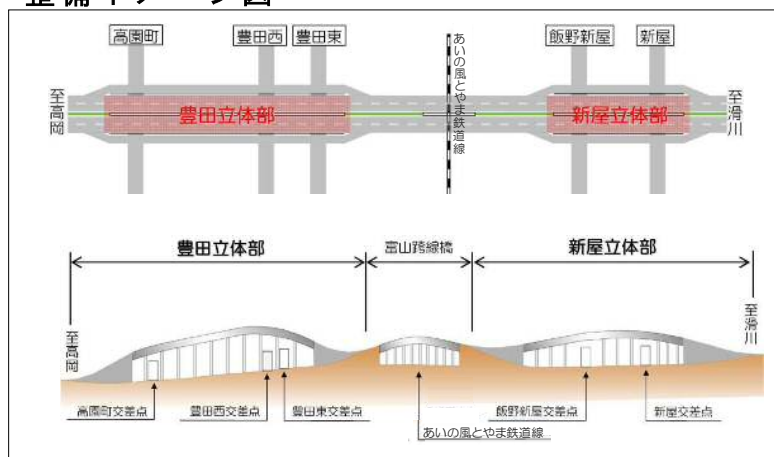 整備イメージ図
高園町
豊田西
豊田東
飯野新屋
新屋
至高岡
豊田立体部
あいの風とやま鉄道線
新屋立体部
至滑川
豊田立体部
富山跨線橋
新屋立体部
至高岡
至滑川
高園町交差点
豊田西交差点
豊田東交差点
飯野新屋交差点
新屋交差点
あいの風とやま鉄道線